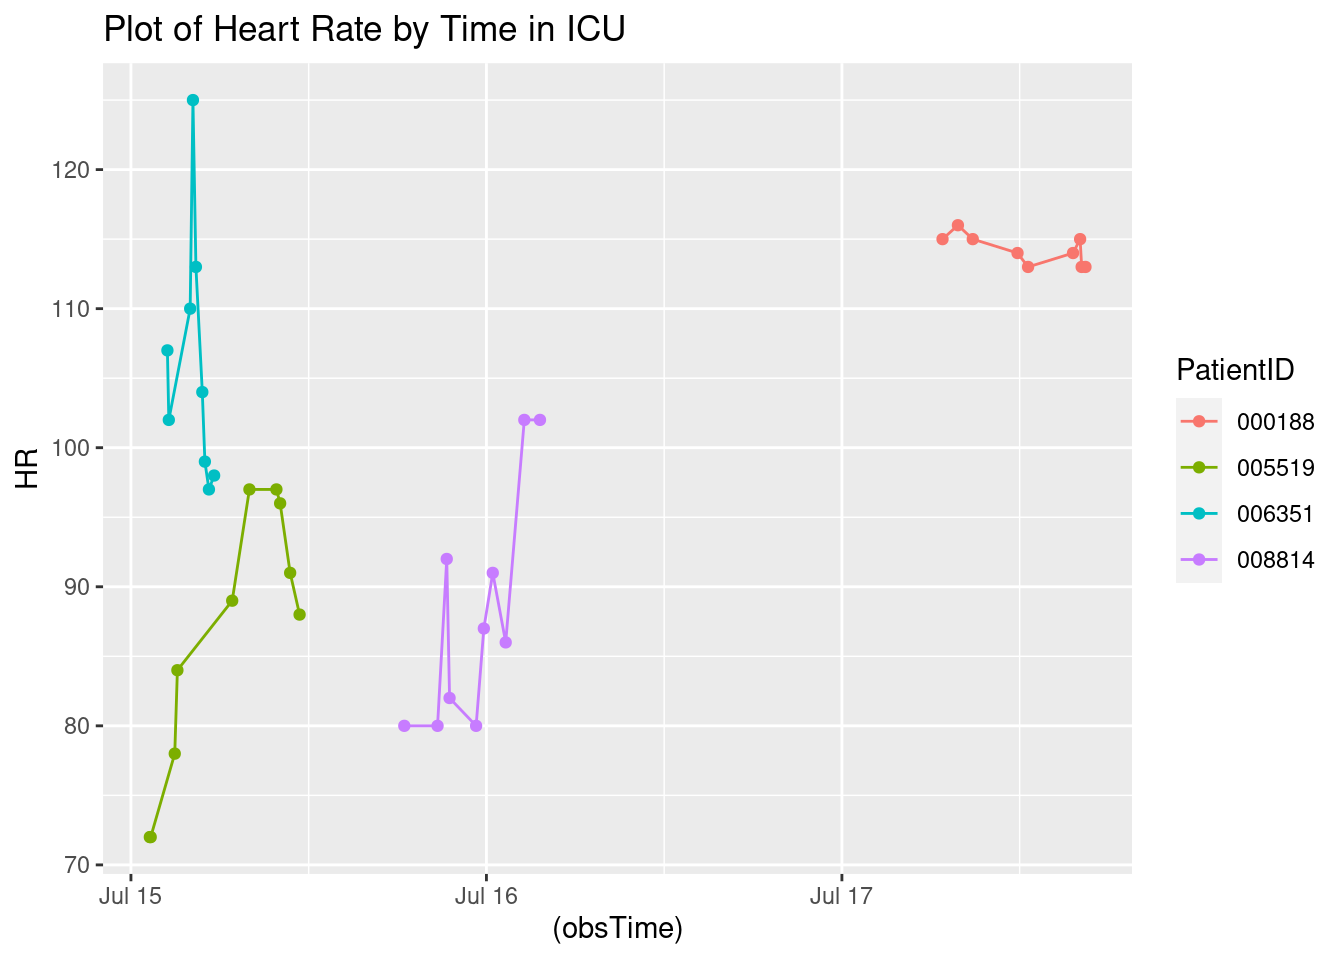 Plot of Heart Rate by Time in ICU
120
110
100
90
80
70
HR
Jul 15
Jul 16
Jul 17
(obsTime)
PatientID
000188
005519
006351
008814